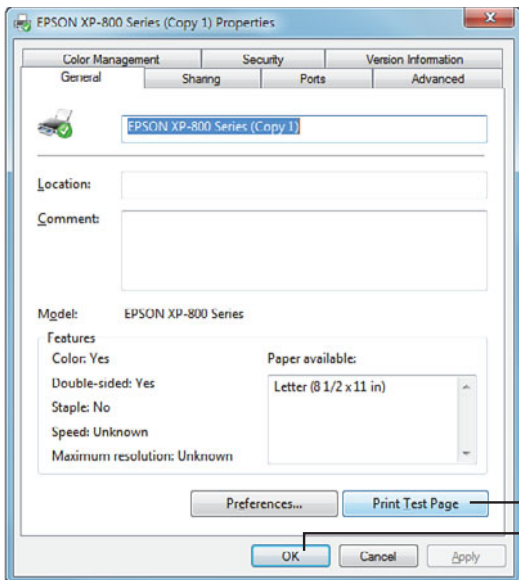 EPSON XP-800 Series (Copy 1) Properties
Color Management Security Version Information
General Sharing Ports Advanced
EPSON XP-800 Series (Copy 1)
Location:
Comment:
Model: EPSON XP-800 Series
Features
Color: Yes Paper available:
Double-sided: Yes Letter (8 1/2 x 11 in)
Staple: No
Speed: Unknown
Maximum resolution: Unknown
Preferences... Print Test Page
OK Cancel Apply